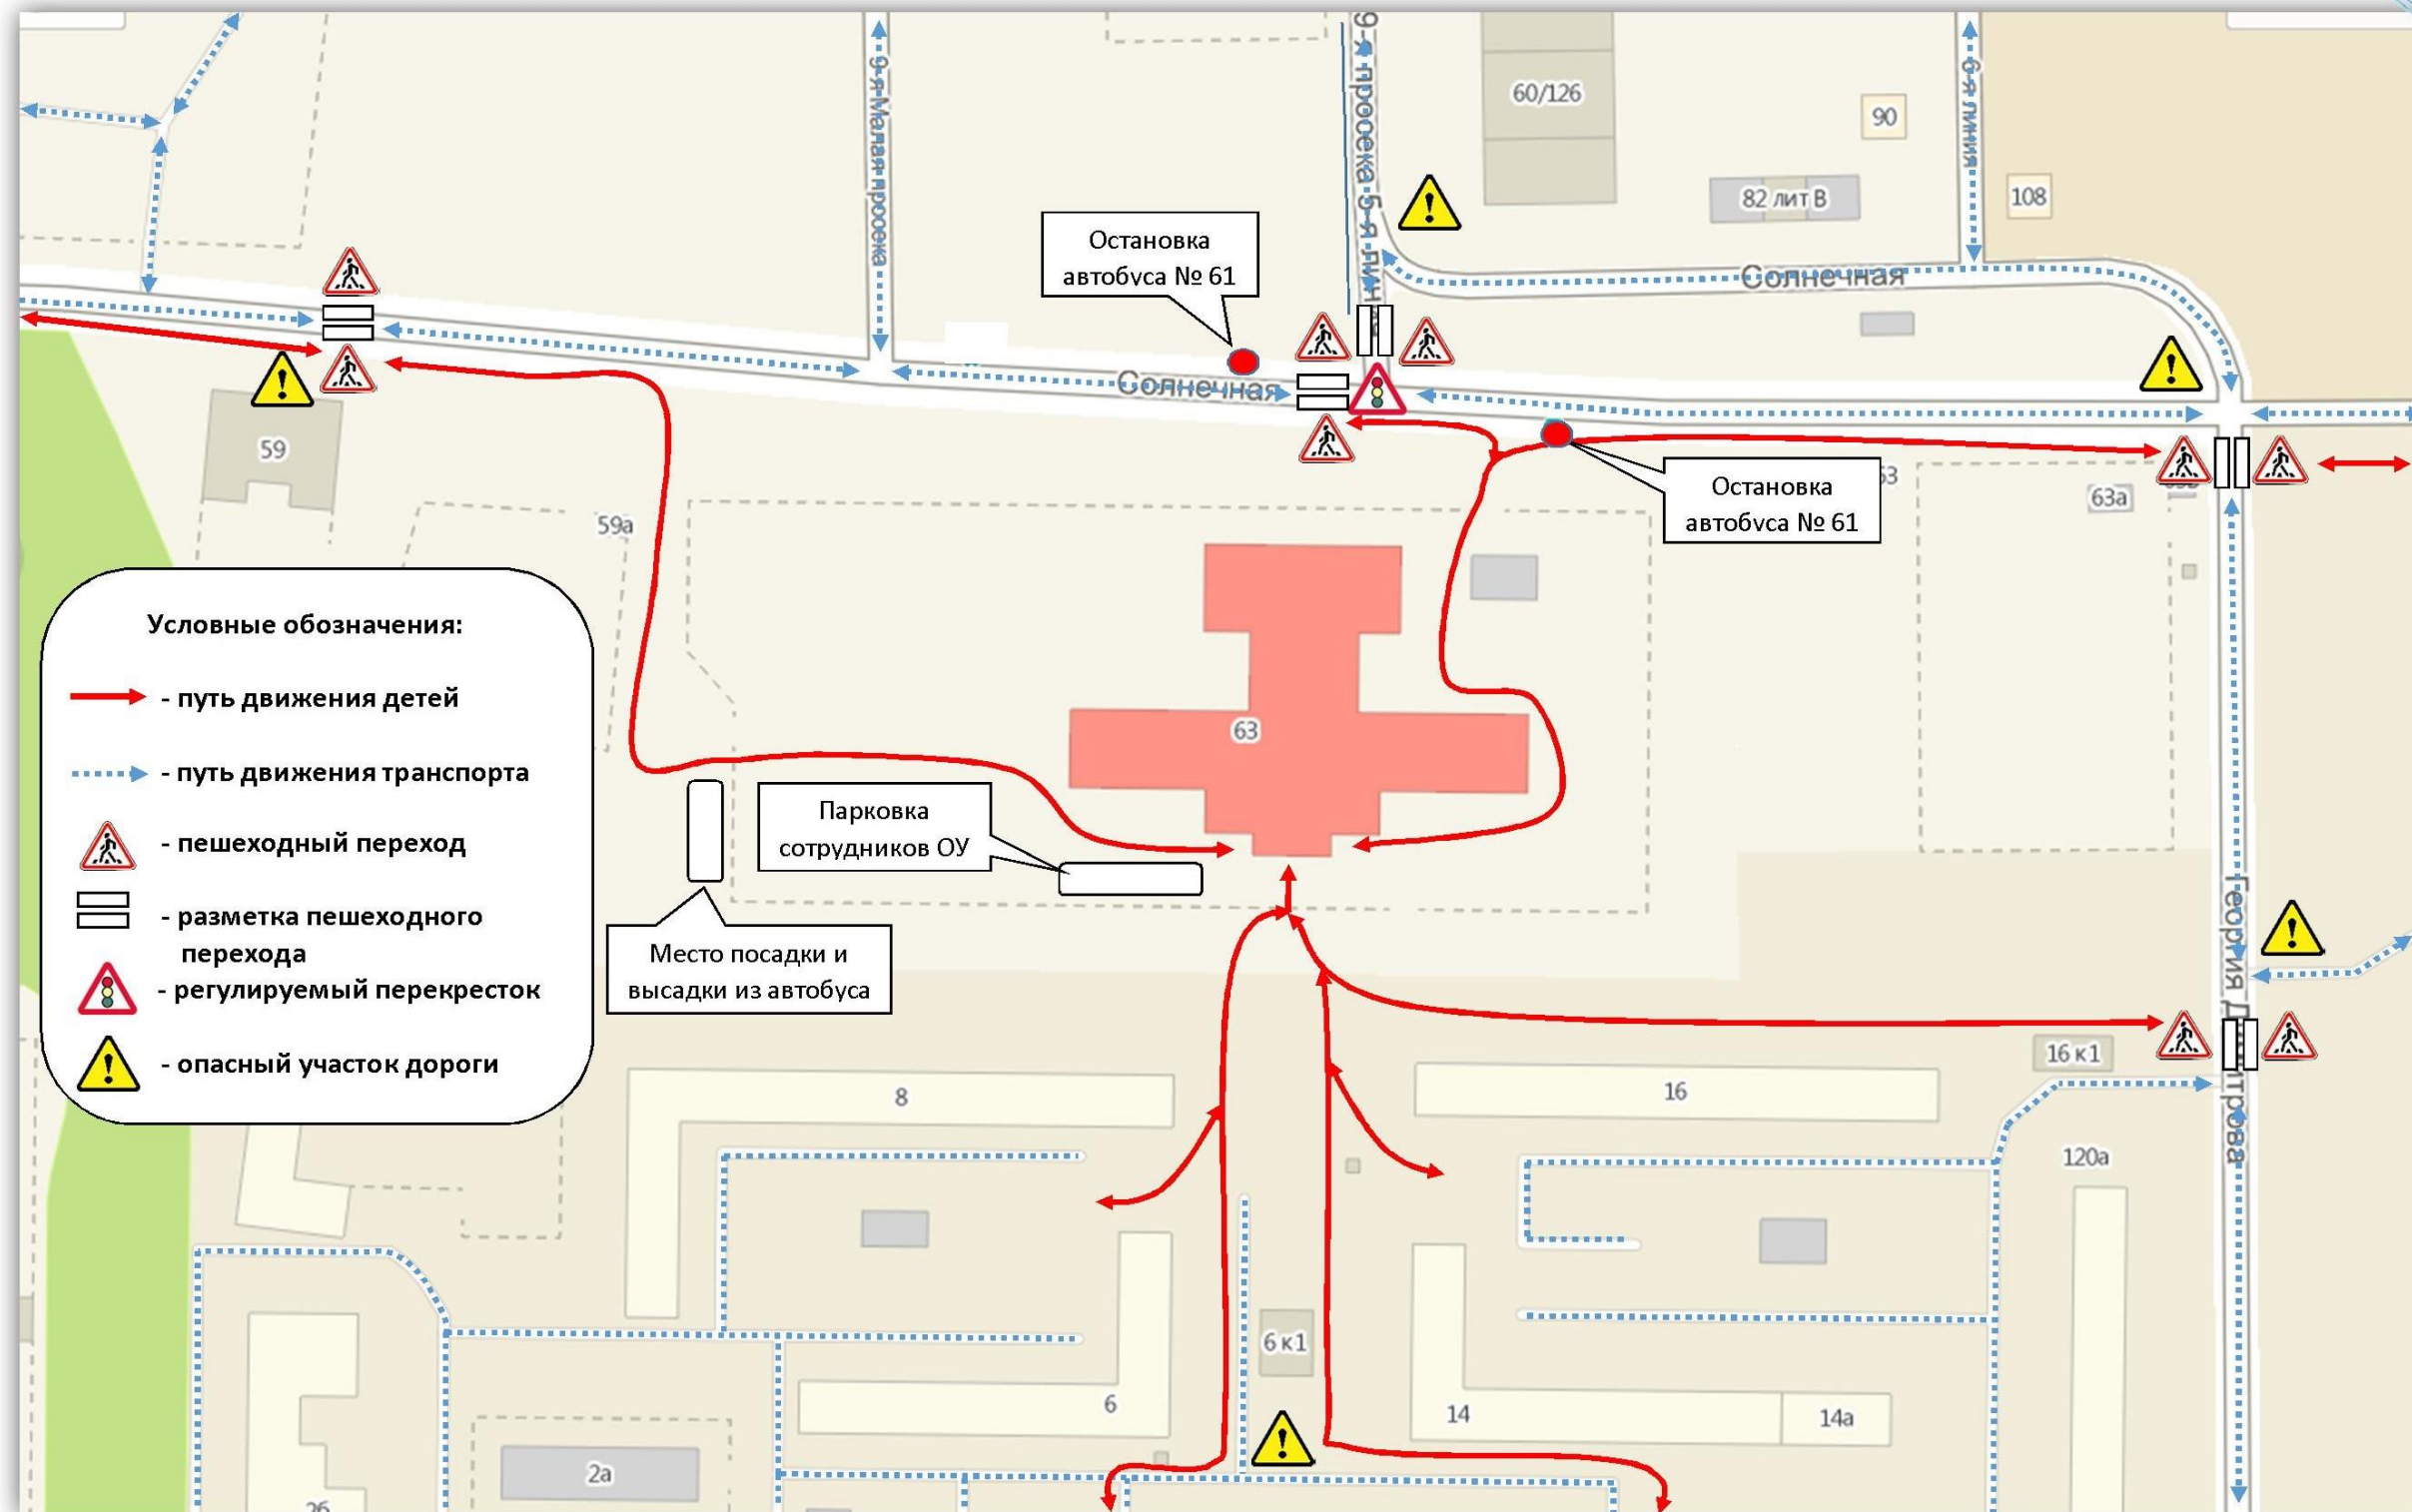 9-я Малая просека
9-я просека 5-я линия
60/126
90
6-я линия
82 лит В
108
Остановка
автобуса № 61
Солнечная
Солнечная
59
Остановка
автобуса № 61
63
63а
59а
Условные обозначения:
- путь движения детей
- путь движения транспорта
- пешеходный переход
- разметка пешеходного
перехода
- регулируемый перекресток
- опасный участок дороги
63
Парковка
сотрудников ОУ
Место посадки и
высадки из автобуса
Георгия Димитрова
16 к1
8
16
120а
6 к1
6
14
14а
2а
2б